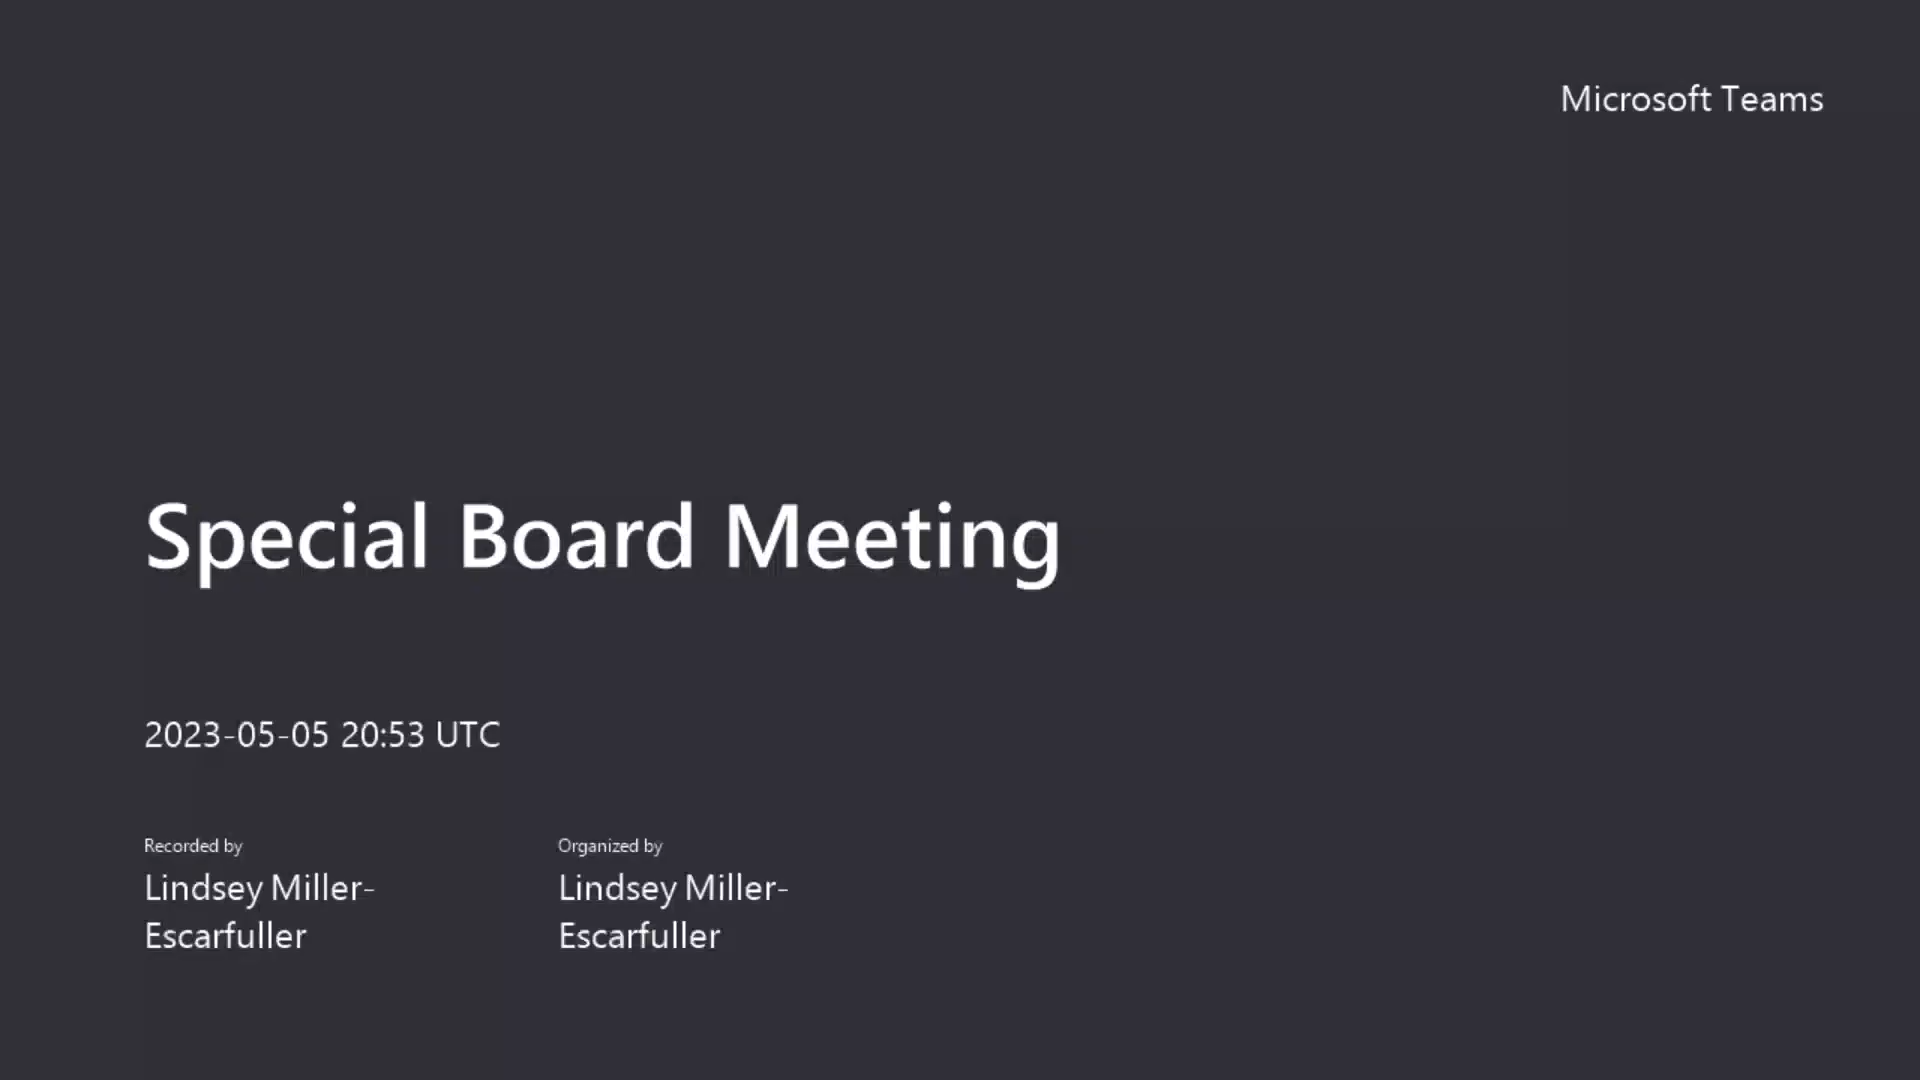 Microsoft Teams
Special Board Meeting
2023-05-05 20:53 UTC
Recorded by
Lindsey Miller-
Escarfuller
Organized by
Lindsey Miller-
Escarfuller